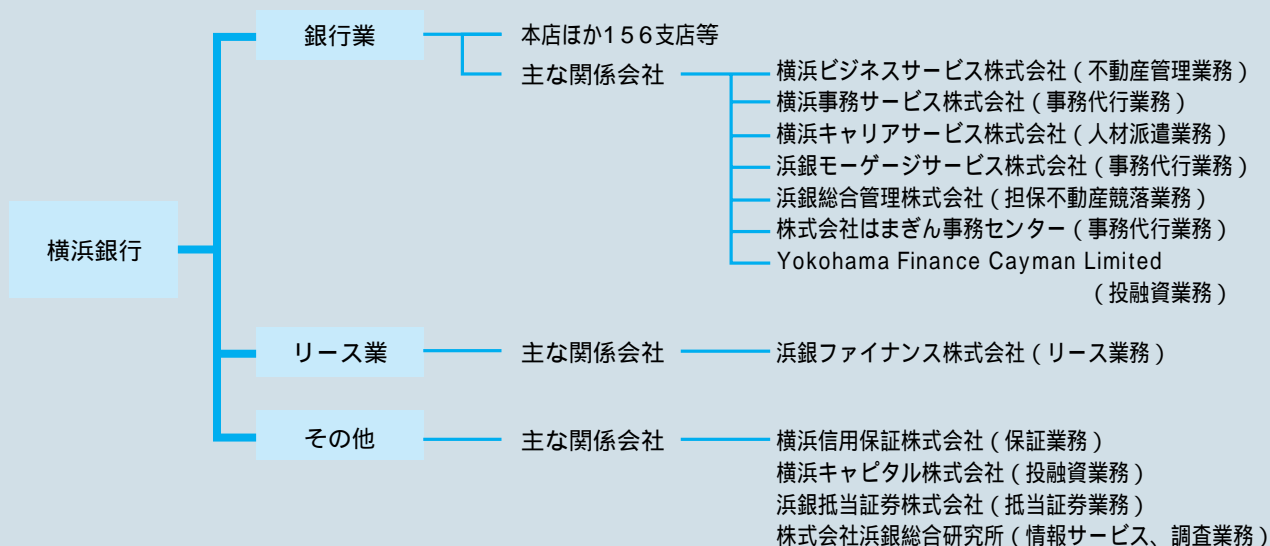 横浜銀行
銀行業
本店ほか156支店等
主な関係会社
横浜ビジネスサービス株式会社(不動産管理業務)
横浜事務サービス株式会社(事務代行業務)
横浜キャリアサービス株式会社(人材派遣業務)
浜銀モーゲージサービス株式会社(事務代行業務)
浜銀総合管理株式会社(担保不動産競落業務)
株式会社はまぎん事務センター(事務代行業務)
Yokohama Finance Cayman Limited
(投融資業務)
リース業
主な関係会社
浜銀ファイナンス株式会社(リース業務)
その他
主な関係会社
横浜信用保証株式会社(保証業務)
横浜キャピタル株式会社(投融資業務)
浜銀抵当証券株式会社(抵当証券業務)
株式会社浜銀総合研究所(情報サービス、調査業務)